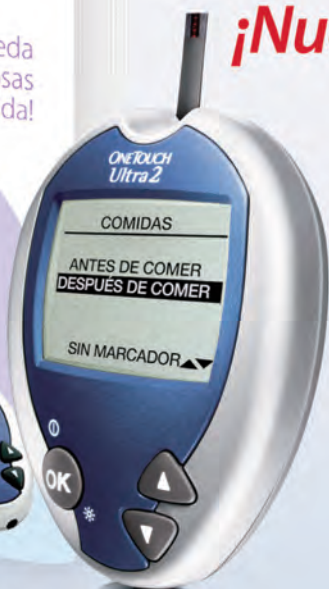 ¡Nu
eda
sas
da!
ONETOUCH
Ultra2
COMIDAS
ANTES DE COMER
DESPUÉS DE COMER
SIN MARCADOR
OK